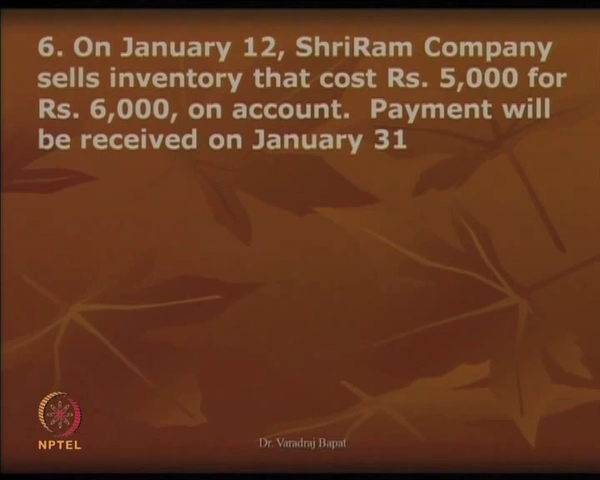 6. On January 12, ShriRam Company
sells inventory that cost Rs. 5,000 for
Rs. 6,000, on account.  Payment will
be received on January 31
NPTEL
Dr. Varadraj Bapat